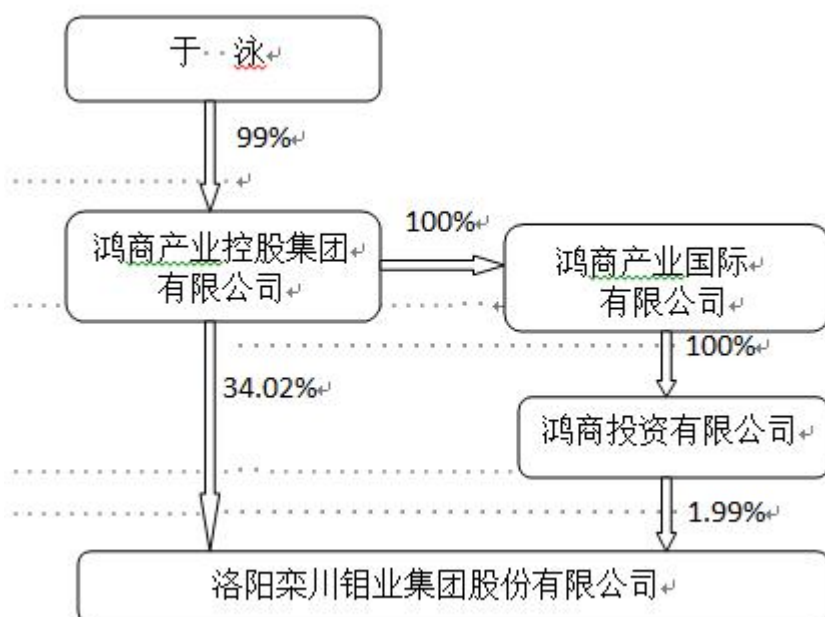 于 泳
99%
鸿商产业控股集团
有限公司
100%
鸿商产业国际
有限公司
100%
34.02%
鸿商投资有限公司
1.99%
洛阳栾川钼业集团股份有限公司